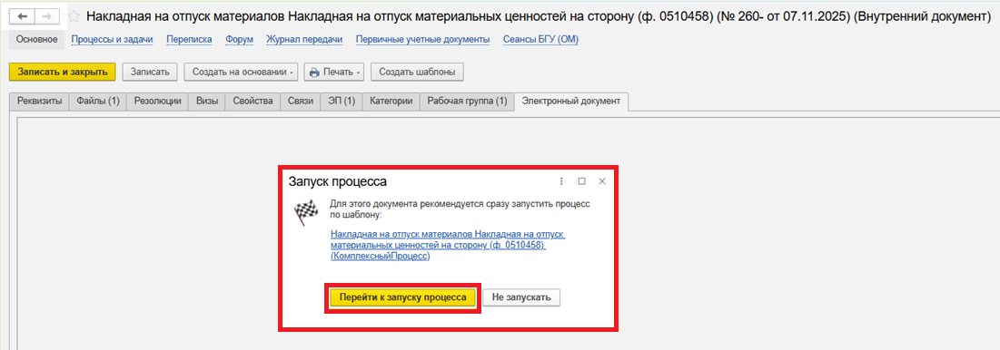 Накладная на отпуск материалов Накладная на отпуск материальных ценностей на сторону (ф. 0510458) (№ 260- от 07.11.2025) (Внутренний документ)
Основное Процессы и задачи Переписка Форум Журнал передачи Первичные учетные документы Сеансы БГУ (ОМ)
Записать и закрыть Записать Создать на основании Печать Создать шаблоны
Реквизиты Файлы (1) Резолюции Визы Свойства Связи ЭП (1) Категории Рабочая группа (1) Электронный документ
Запуск процесса
Для этого документа рекомендуется сразу запустить процесс
по шаблону:
Накладная на отпуск материалов Накладная на отпуск
материальных ценностей на сторону (ф. 0510458)
(КомплексныйПроцесс)
Перейти к запуску процесса Не запускать